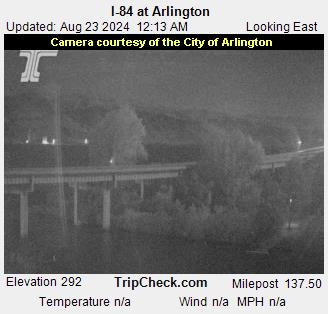 I-84 at Arlington
Updated: Aug 23 2024 12:13 AM Looking East
Camera courtesy of the City of Arlington
Elevation 292 TripCheck.com Milepost 137.50
Temperature n/a Wind n/a MPH n/a